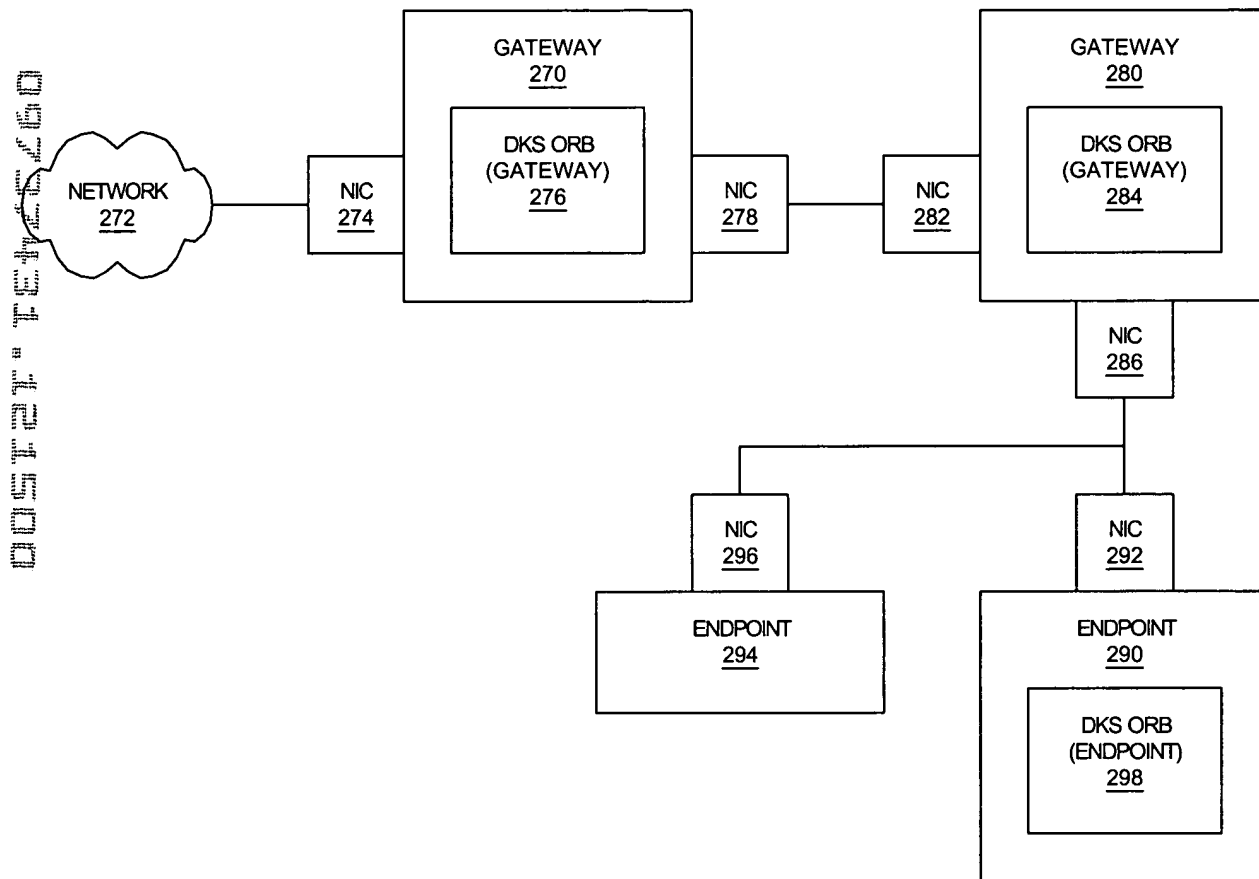 GATEWAY
270
DKS ORB
(GATEWAY)
276
GATEWAY
280
DKS ORB
(GATEWAY)
284
NETWORK
272
NIC
274
NIC
278
NIC
282
NIC
286
NIC
296
NIC
292
ENDPOINT
294
ENDPOINT
290
DKS ORB
(ENDPOINT)
298